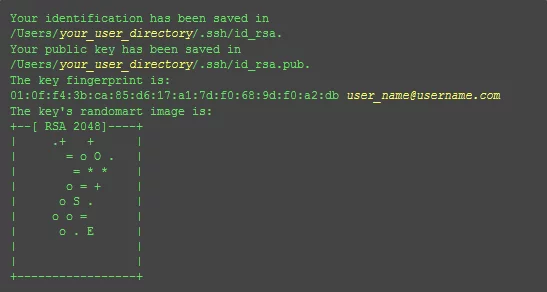 Your identification has been saved in
/Users/your_user_directory/.ssh/id_rsa.
Your public key has been saved in
/Users/your_user_directory/.ssh/id_rsa.pub.
The key fingerprint is:
01:0f:f4:3b:ca:85:d6:17:a1:7d:f0:68:9d:f0:a2:db user_name@username.com
The key's randomart image is:
+--[ RSA 2048]----+
|     .+   +      |
|       = o O .   |
|        = * *    |
|       o = +     |
|      o S .      |
|     o o =       |
|      o . E      |
|                 |
|                 |
+-----------------+